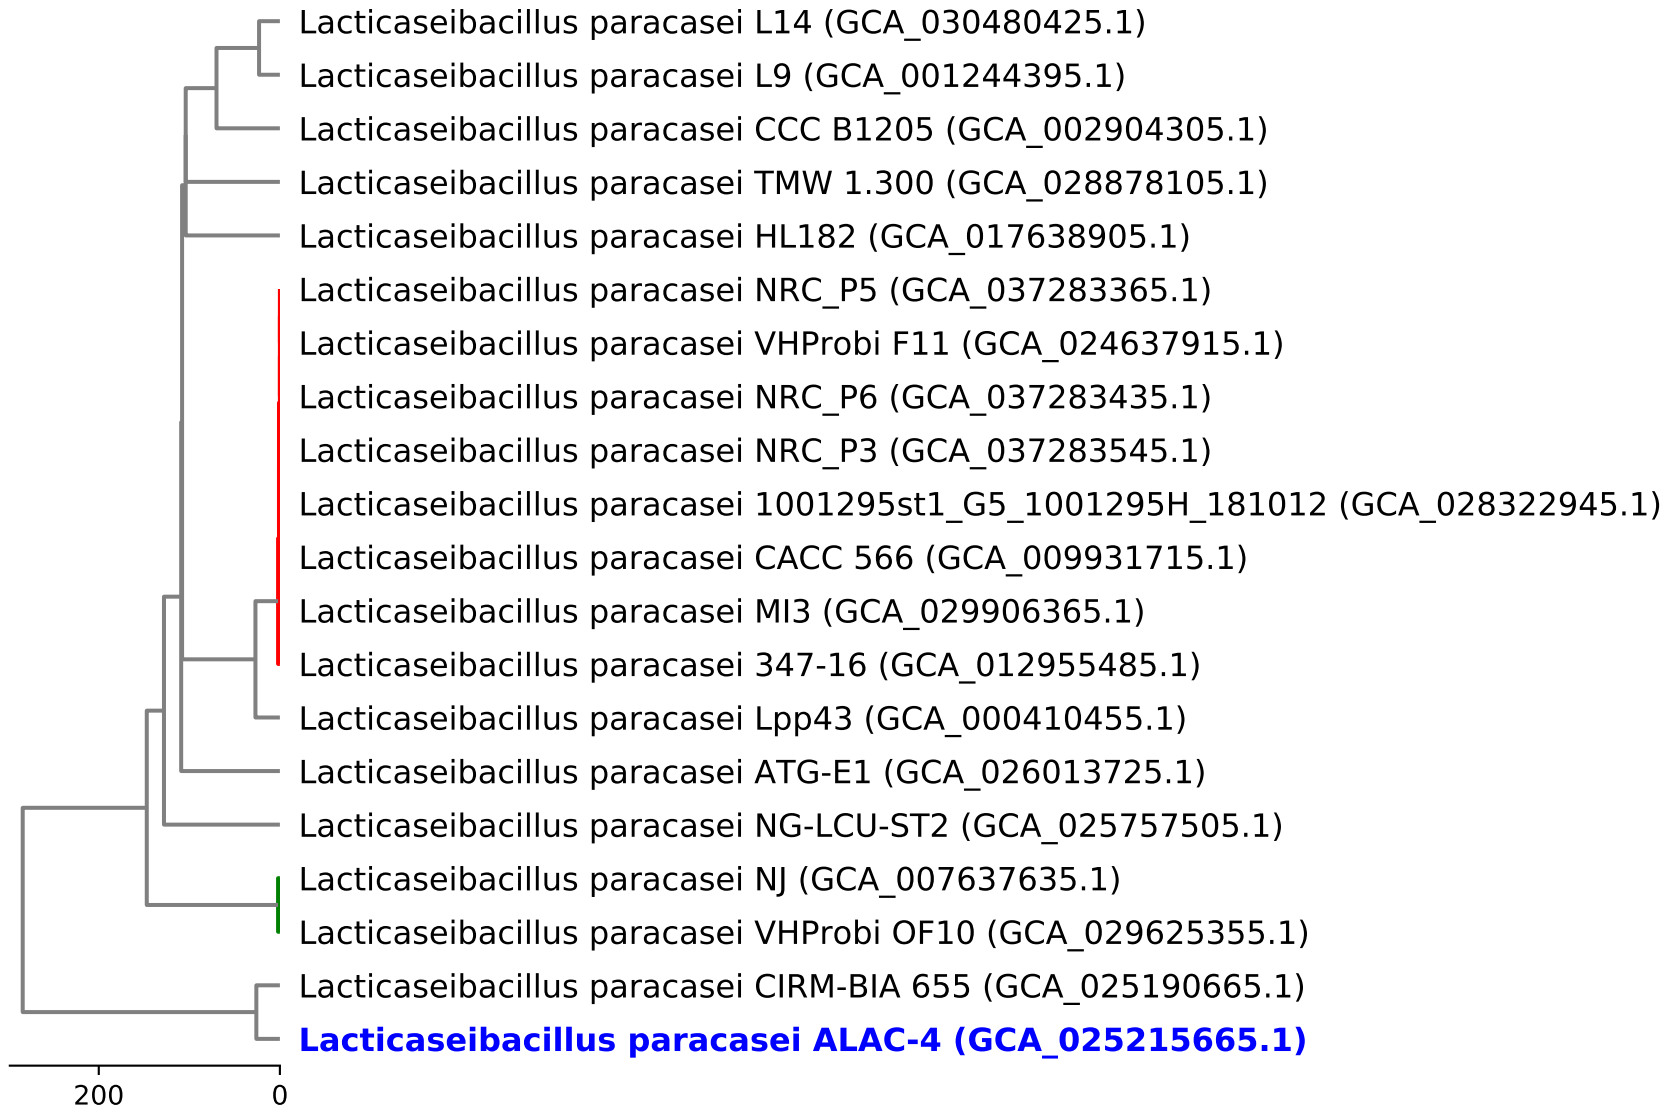 Lacticaseibacillus paracasei L14 (GCA_030480425.1)
Lacticaseibacillus paracasei L9 (GCA_001244395.1)
Lacticaseibacillus paracasei CCC B1205 (GCA_002904305.1)
Lacticaseibacillus paracasei TMW 1.300 (GCA_028878105.1)
Lacticaseibacillus paracasei HL182 (GCA_017638905.1)
Lacticaseibacillus paracasei NRC_P5 (GCA_037283365.1)
Lacticaseibacillus paracasei VHProbi F11 (GCA_024637915.1)
Lacticaseibacillus paracasei NRC_P6 (GCA_037283435.1)
Lacticaseibacillus paracasei NRC_P3 (GCA_037283545.1)
Lacticaseibacillus paracasei 1001295st1_G5_1001295H_181012 (GCA_028322945.1)
Lacticaseibacillus paracasei CACC 566 (GCA_009931715.1)
Lacticaseibacillus paracasei MI3 (GCA_029906365.1)
Lacticaseibacillus paracasei 347-16 (GCA_012955485.1)
Lacticaseibacillus paracasei Lpp43 (GCA_000410455.1)
Lacticaseibacillus paracasei ATG-E1 (GCA_026013725.1)
Lacticaseibacillus paracasei NG-LCU-ST2 (GCA_025757505.1)
Lacticaseibacillus paracasei NJ (GCA_007637635.1)
Lacticaseibacillus paracasei VHProbi OF10 (GCA_029625355.1)
Lacticaseibacillus paracasei CIRM-BIA 655 (GCA_025190665.1)
Lacticaseibacillus paracasei ALAC-4 (GCA_025215665.1)
200 0